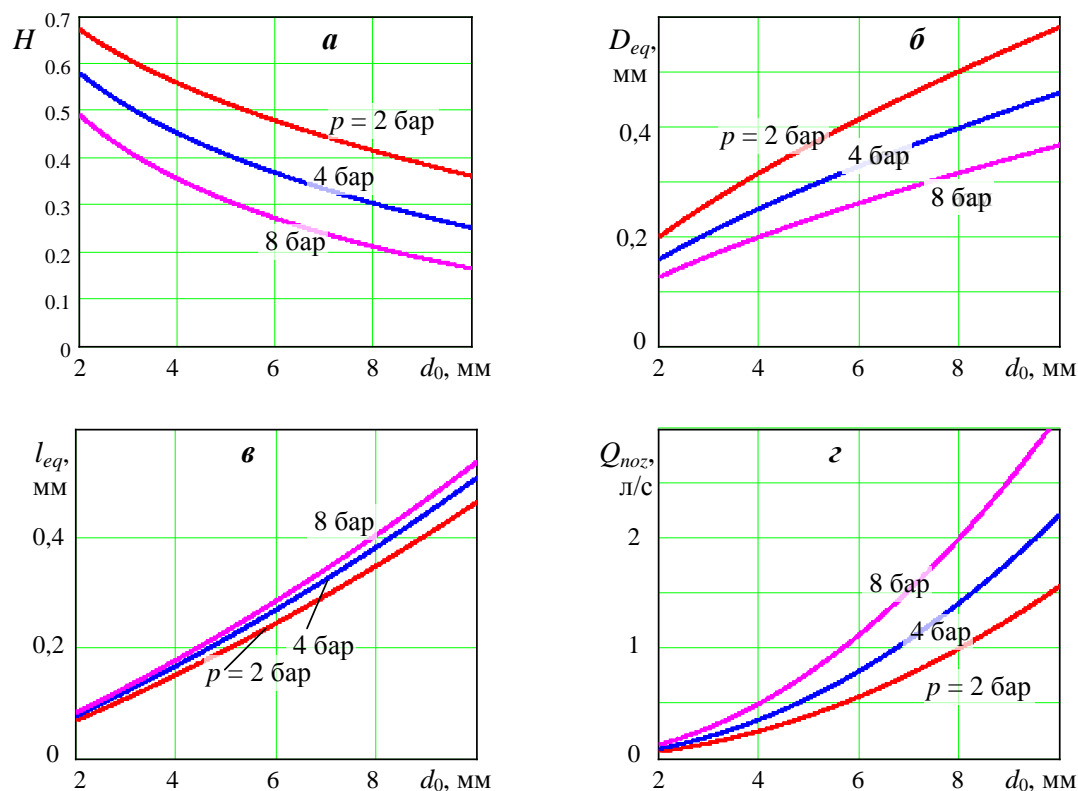 0.7
H
а
0.6
0.5
p = 2 бар
0.4
4 бар
0.3
0.2
8 бар
0.1
0
2
4
6
8
d0, мм
Deq,
мм
б
0,4
p = 2 бар
4 бар
8 бар
0,2
0
2
4
6
8
d0, мм
leq,
мм
в
8 бар
0,4
4 бар
0,2
p = 2 бар
0
2
4
6
8
d0, мм
Qnoz,
л/с
г
2
8 бар
4 бар
1
p = 2 бар
0
2
4
6
8
d0, мм